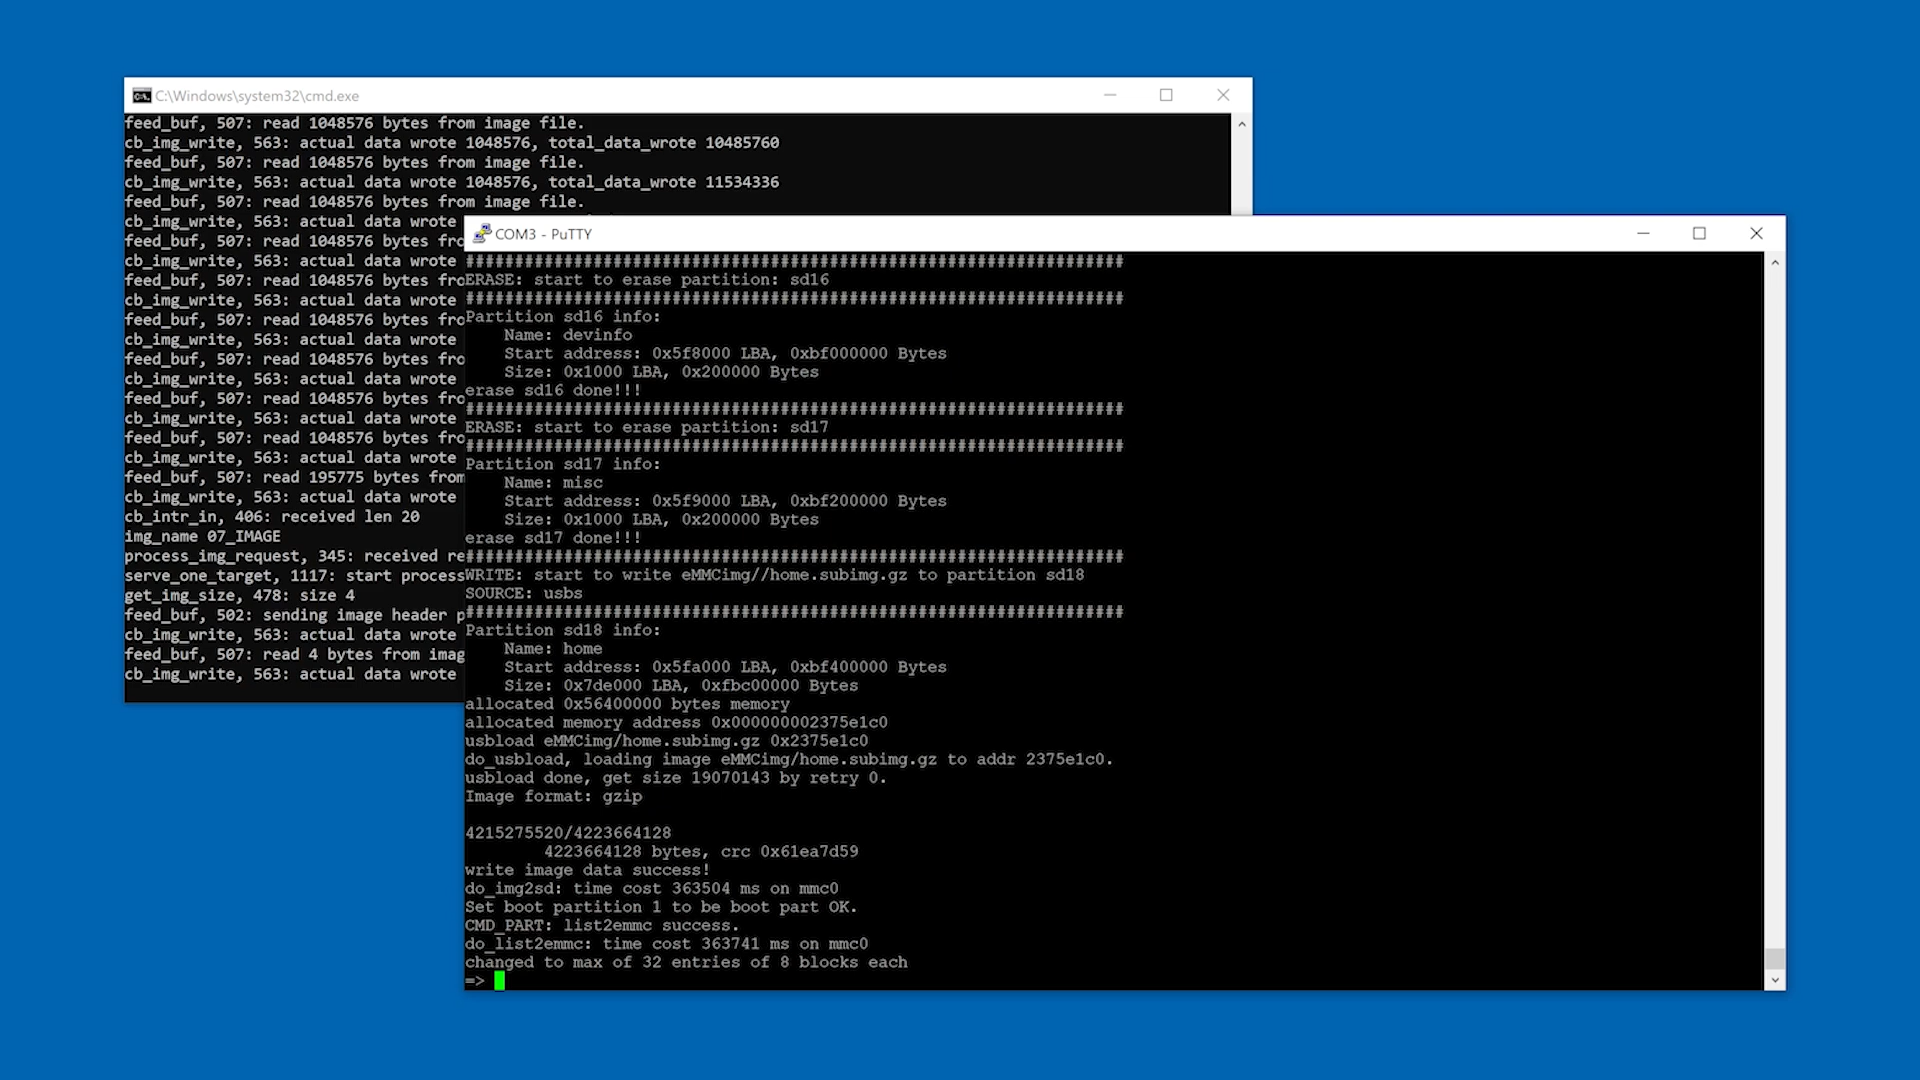 C:\Windows\system32\cmd.exe
feed_buf, 507: read 1048576 bytes from image file.
cb_img_write, 563: actual data wrote 1048576, total_data_wrote 10485760
feed_buf, 507: read 1048576 bytes from image file.
cb_img_write, 563: actual data wrote 1048576, total_data_wrote 11534336
feed_buf, 507: read 1048576 bytes from image file.
cb_img_write, 563: actual data wrote
feed_buf, 507: read 1048576 bytes fro
cb_img_write, 563: actual data wrote
feed_buf, 507: read 1048576 bytes fro
cb_img_write, 563: actual data wrote
feed_buf, 507: read 1048576 bytes fro
cb_img_write, 563: actual data wrote
feed_buf, 507: read 1048576 bytes fro
cb_img_write, 563: actual data wrote
feed_buf, 507: read 1048576 bytes fro
cb_img_write, 563: actual data wrote
feed_buf, 507: read 1048576 bytes fro
cb_img_write, 563: actual data wrote
feed_buf, 507: read 195775 bytes from
cb_img_write, 563: actual data wrote
cb_intr_in, 406: received len 20
img_name 07_IMAGE
process_img_request, 345: received re
serve_one_target, 1117: start process
get_img_size, 478: size 4
feed_buf, 502: sending image header p
cb_img_write, 563: actual data wrote
feed_buf, 507: read 4 bytes from imag
cb_img_write, 563: actual data wrote
COM3 - PuTTY
###################################################################
ERASE: start to erase partition: sd16
###################################################################
Partition sd16 info:
Name: devinfo
Start address: 0x5f8000 LBA, 0xbf000000 Bytes
Size: 0x1000 LBA, 0x200000 Bytes
erase sd16 done!!!
###################################################################
ERASE: start to erase partition: sd17
###################################################################
Partition sd17 info:
Name: misc
Start address: 0x5f9000 LBA, 0xbf200000 Bytes
Size: 0x1000 LBA, 0x200000 Bytes
erase sd17 done!!!
###################################################################
WRITE: start to write eMMCimg//home.subimg.gz to partition sd18
SOURCE: usbs
###################################################################
Partition sd18 info:
Name: home
Start address: 0x5fa000 LBA, 0xbf400000 Bytes
Size: 0x7de000 LBA, 0xfbc00000 Bytes
allocated 0x56400000 bytes memory
allocated memory address 0x000000002375e1c0
usbload eMMCimg/home.subimg.gz 0x2375e1c0
do_usbload, loading image eMMCimg/home.subimg.gz to addr 2375e1c0.
usbload done, get size 19070143 by retry 0.
Image format: gzip
4215275520/4223664128
4223664128 bytes, crc 0x61ea7d59
write image data success!
do_img2sd: time cost 363504 ms on mmc0
Set boot partition 1 to be boot part OK.
CMD_PART: list2emmc success.
do_list2emmc: time cost 363741 ms on mmc0
changed to max of 32 entries of 8 blocks each
=>